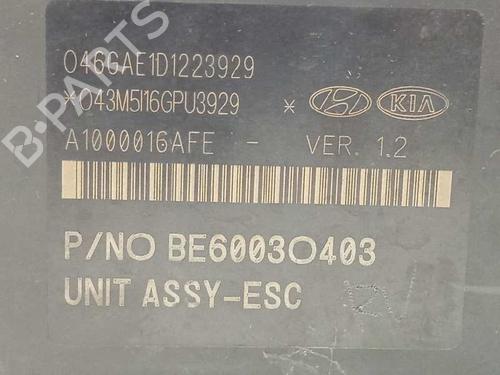 046GAE1D1223929
*043M5I16GPU3929 * KIA
A1000016AFE - VER. 1.2
P/NO BE60030403
UNIT ASSY-ESC
B-PARTS